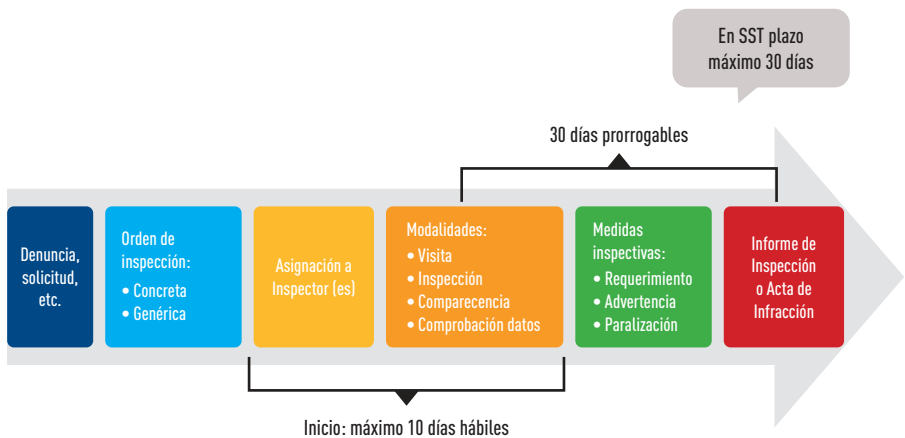 En SST plazo
máximo 30 días
30 días prorrogables
Denuncia,
solicitud,
etc.
Orden de
inspección:
• Concreta
• Genérica
Asignación a
Inspector (es)
Modalidades:
• Visita
• Inspección
• Comparecencia
• Comprobación datos
Medidas
inspectivas:
• Requerimiento
• Advertencia
• Paralización
Informe de
Inspección
o Acta de
Infracción
Inicio: máximo 10 días hábiles